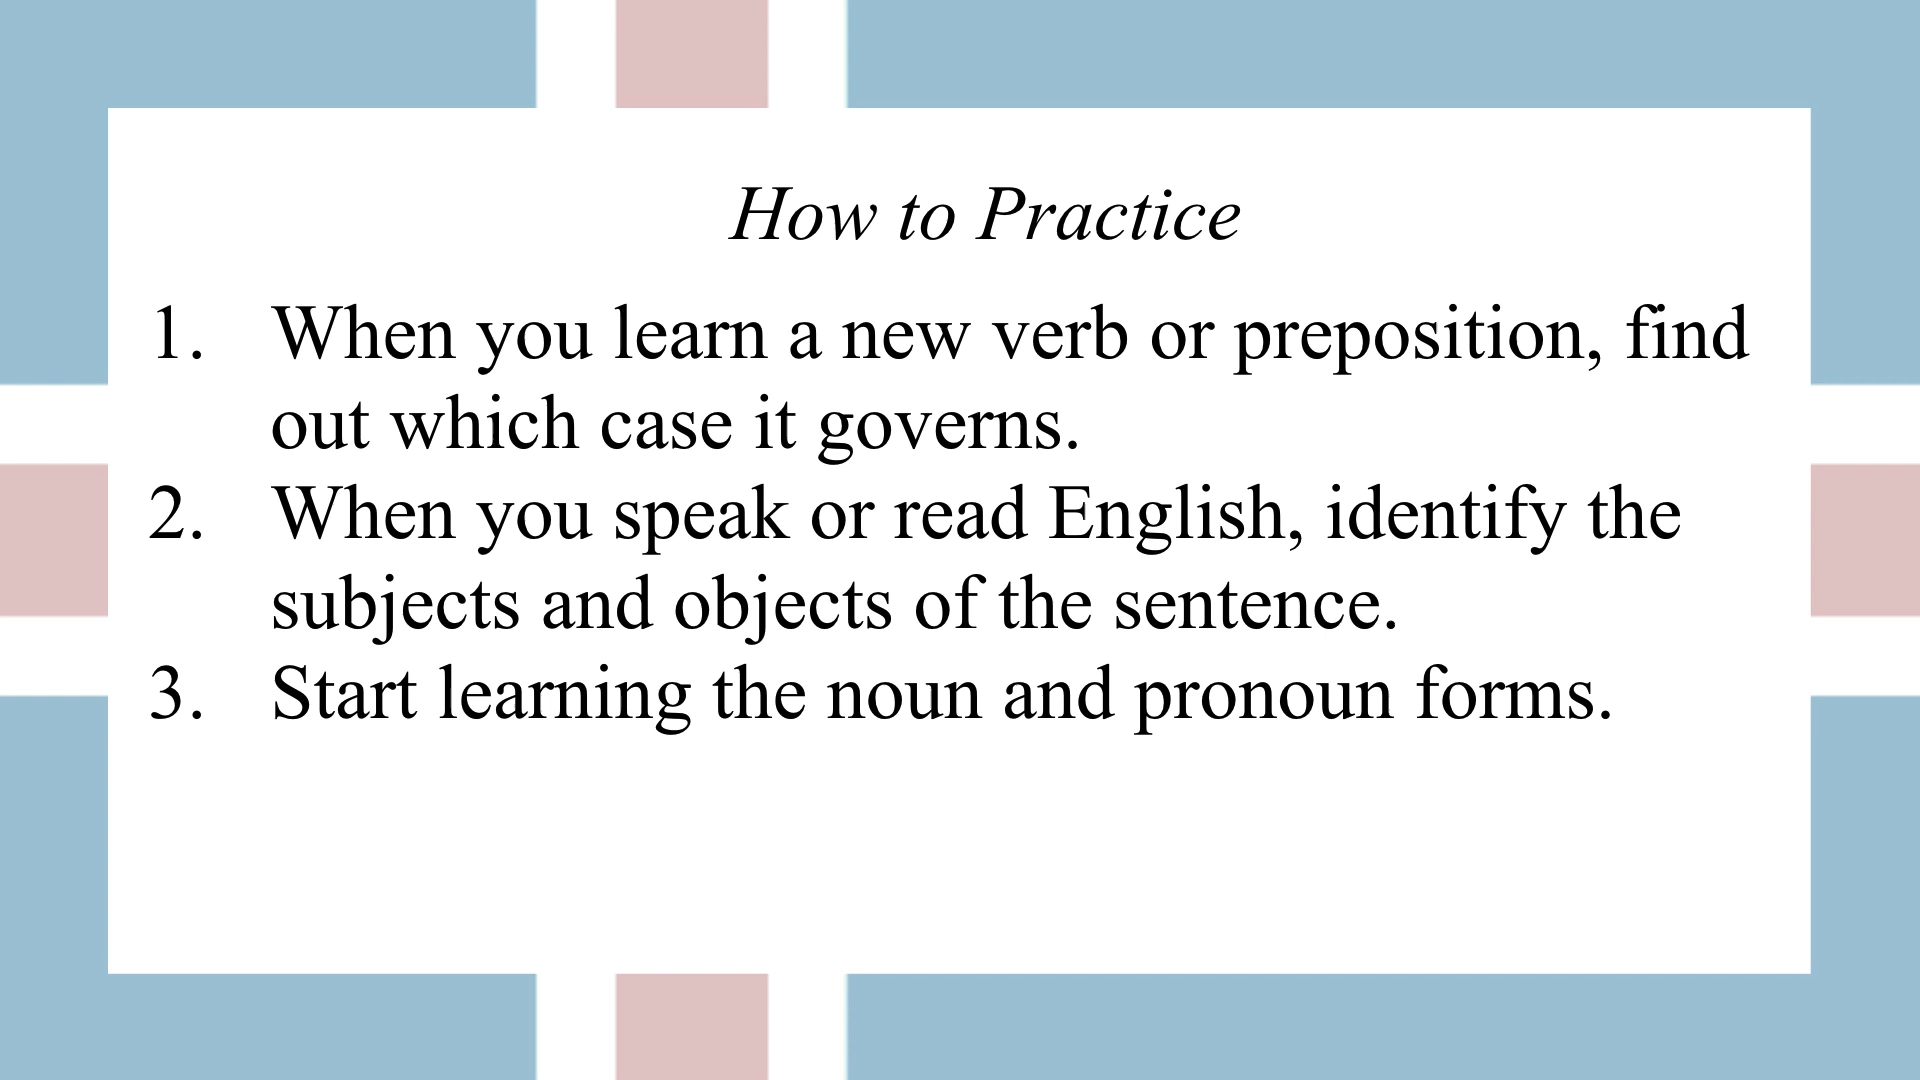 How to Practice
1. When you learn a new verb or preposition, find
out which case it governs.
2. When you speak or read English, identify the
subjects and objects of the sentence.
3. Start learning the noun and pronoun forms.